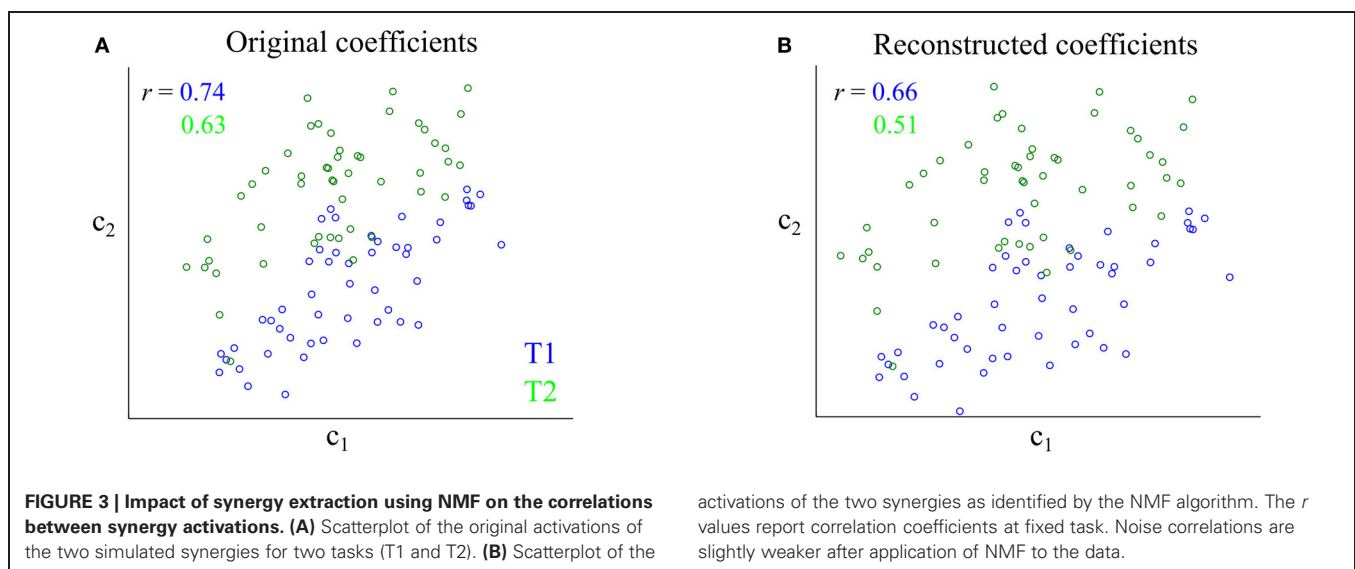 A
Original coefficients
r = 0.74
0.63
c2
T1
T2
c1
B
Reconstructed coefficients
r = 0.66
0.51
c2
c1
FIGURE 3 | Impact of synergy extraction using NMF on the correlations
between synergy activations. (A) Scatterplot of the original activations of
the two simulated synergies for two tasks (T1 and T2). (B) Scatterplot of the
activations of the two synergies as identified by the NMF algorithm. The r
values report correlation coefficients at fixed task. Noise correlations are
slightly weaker after application of NMF to the data.